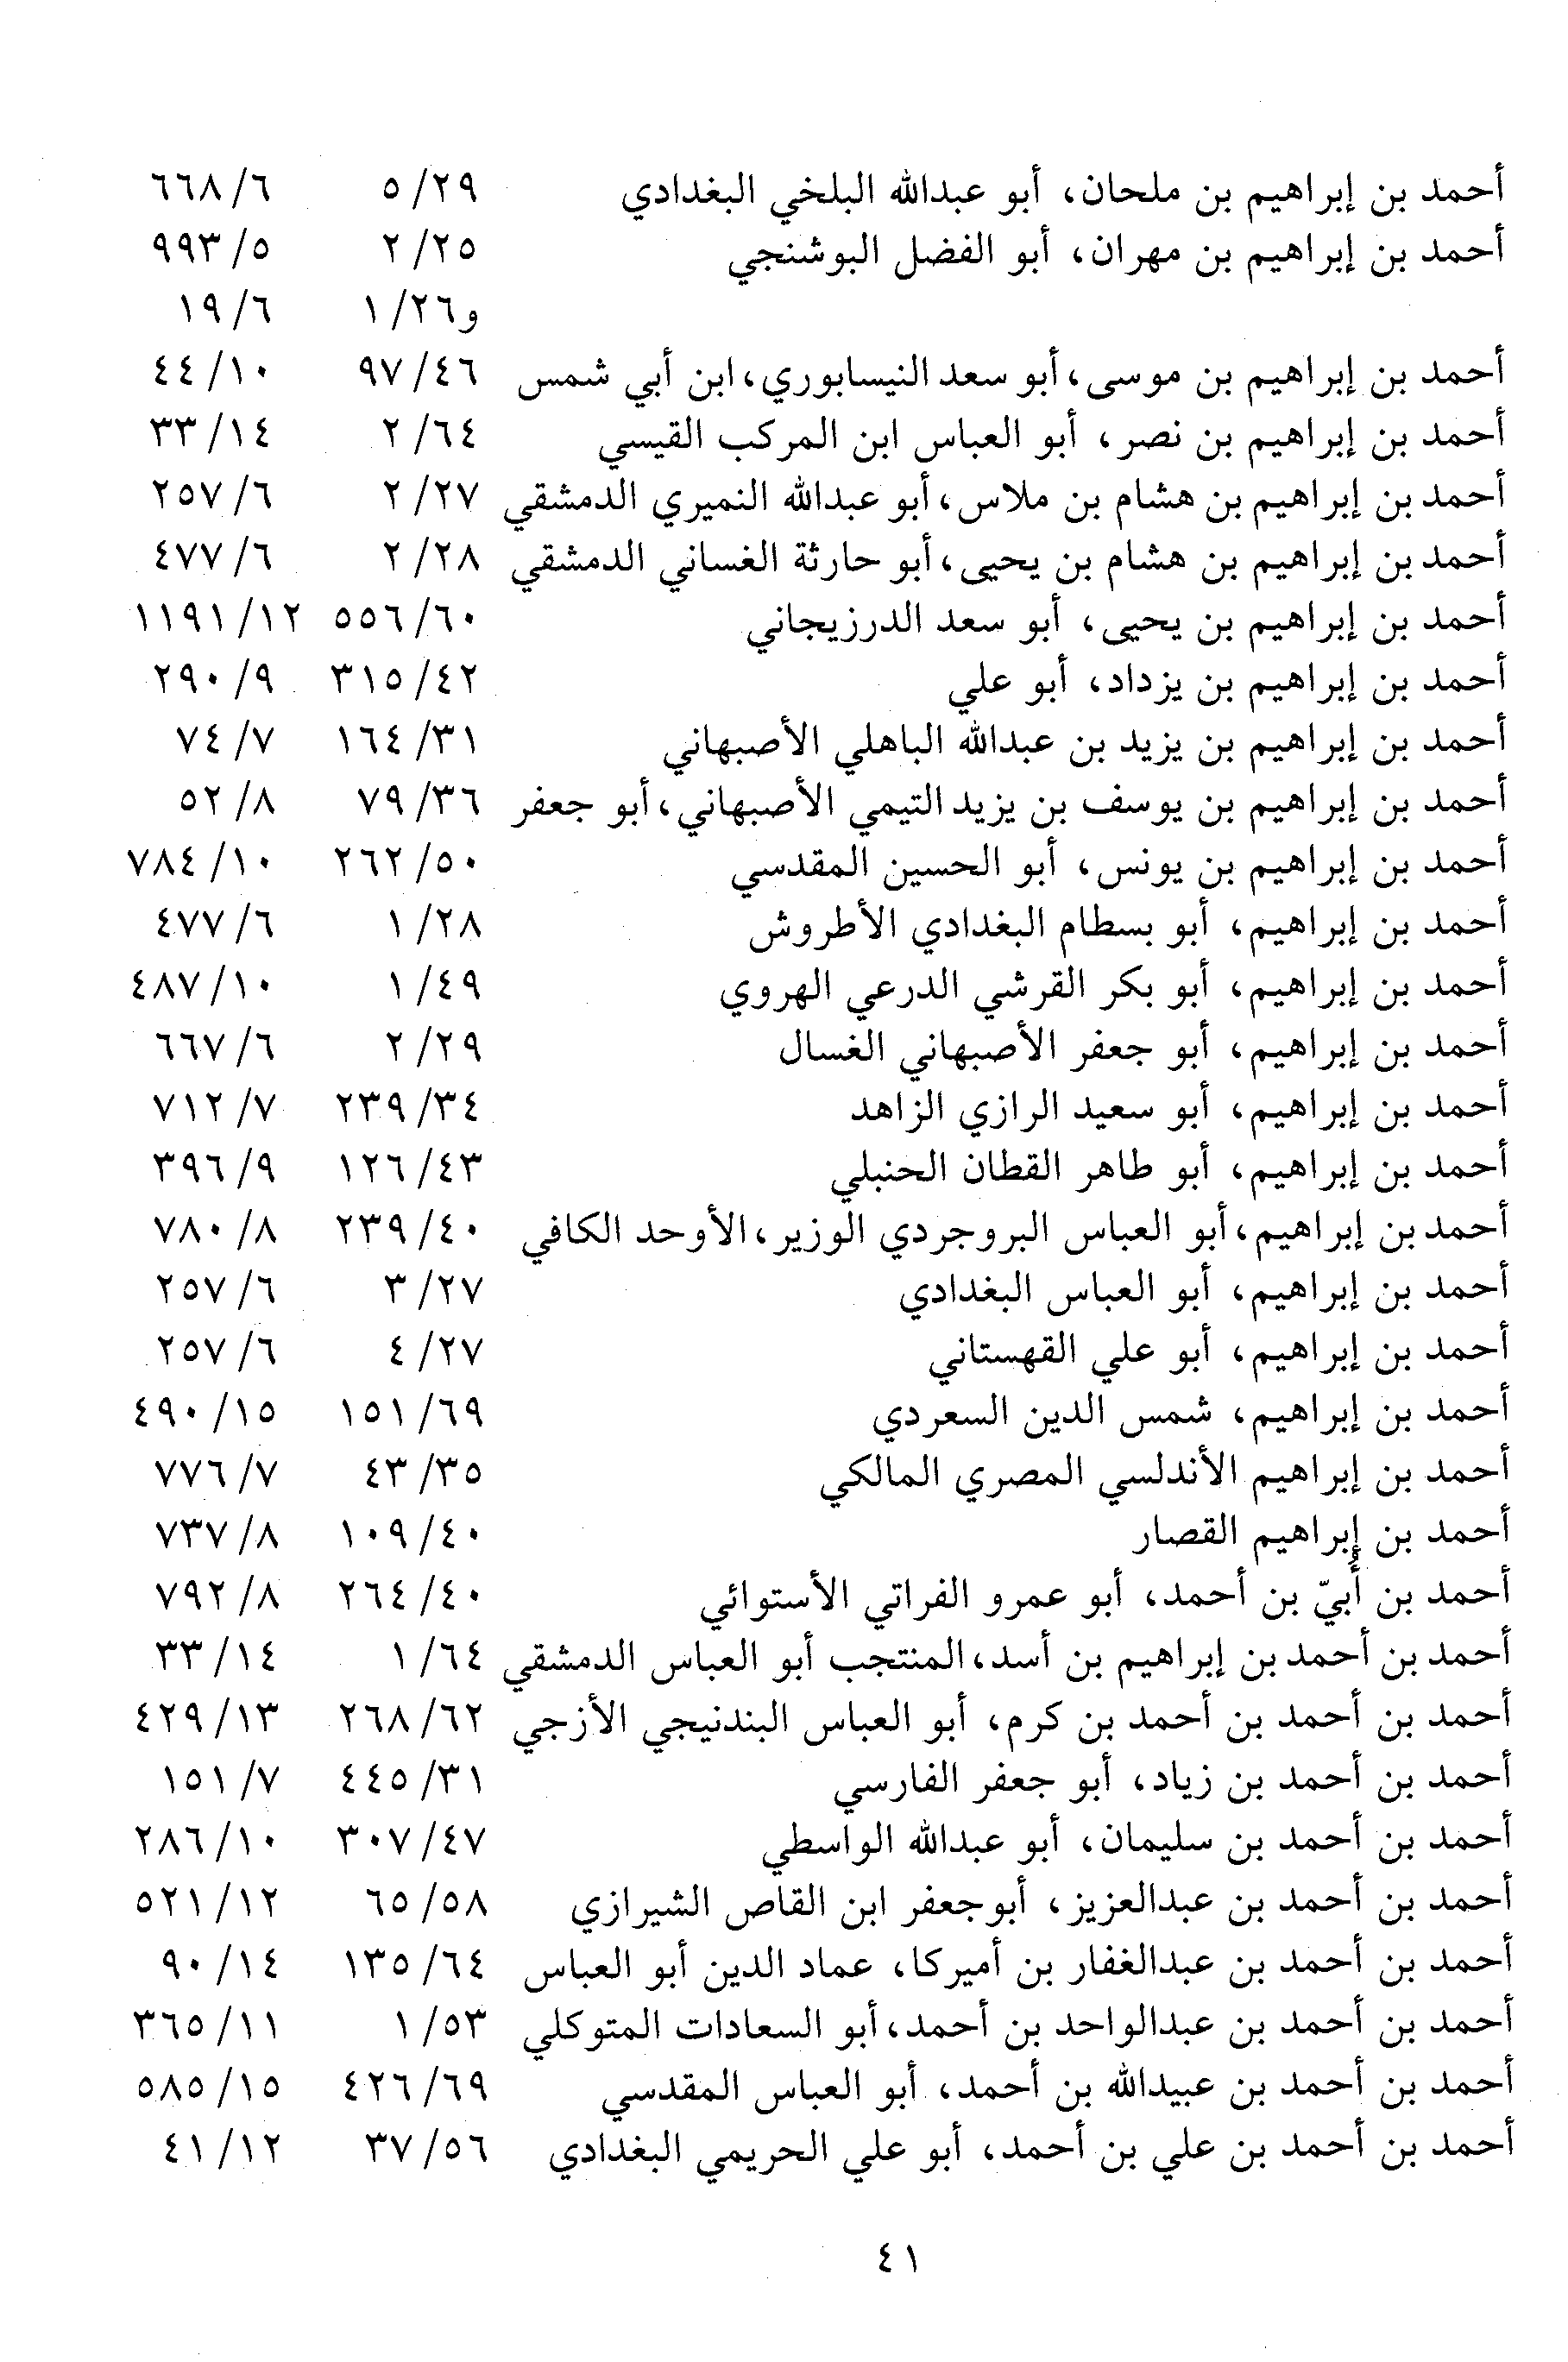 أحمد بن إبراهيم بن ملحان، أبو عبدالله البلخي البغدادي ٢٩/ ٥ ٦/ ٦٦٨
أحمد بن إبراهيم بن مهران، أبو الفضل البوشنجي ٢٥/ ٢ ٥/ ٩٩٣
و٢٦/ ١ ٦/ ١٩
أحمد بن إبراهيم بن موسى، أبو سعد النيسابوري، ابن أبي شمس ٤٦/ ٩٧ ١٠/ ٤٤
أحمد بن إبراهيم بن نصر، أبو العباس ابن المركب القيسي ٦٤/ ٢ ١٤/ ٣٣
أحمد بن إبراهيم بن هشام بن ملاس، أبو عبدالله النميري الدمشقي ٢٧/ ٢ ٦/ ٢٥٧
أحمد بن إبراهيم بن هشام بن يحيى، أبو حارثة الغساني الدمشقي ٢٨/ ٢ ٦/ ٤٧٧
أحمد بن إبراهيم بن يحيى، أبو سعد الدرزيجاني ٦٠/ ٥٥٦ ١٢/ ١١٩١
أحمد بن إبراهيم بن يزداد، أبو علي ٤٢/ ٣١٥ ٩/ ٢٩٠
أحمد بن إبراهيم بن يزيد بن عبدالله الباهلي الأصبهاني ٣١/ ١٦٤ ٧/ ٧٤
أحمد بن إبراهيم بن يوسف بن يزيد التيمي الأصبهاني، أبو جعفر ٣٦/ ٧٩ ٨/ ٥٢
أحمد بن إبراهيم بن يونس، أبو الحسين المقدسي ٥٠/ ٢٦٢ ١٠/ ٧٨٤
أحمد بن إبراهيم، أبو بسطام البغدادي الأطروش ٢٨/ ١ ٦/ ٤٧٧
أحمد بن إبراهيم، أبو بكر القرشي الدرعي الهروي ٤٩/ ١ ١٠/ ٤٨٧
أحمد بن إبراهيم، أبو جعفر الأصبهاني الغسال ٢٩/ ٢ ٦/ ٦٦٧
أحمد بن إبراهيم، أبو سعيد الرازي الزاهد ٣٤/ ٢٣٩ ٧/ ٧١٢
أحمد بن إبراهيم، أبو طاهر القطان الحنبلي ٤٣/ ١٢٦ ٩/ ٣٩٦
أحمد بن إبراهيم، أبو العباس البروجردي الوزير، الأوحد الكافي ٤٠/ ٢٣٩ ٨/ ٧٨٠
أحمد بن إبراهيم، أبو العباس البغدادي ٢٧/ ٣ ٦/ ٢٥٧
أحمد بن إبراهيم، أبو علي القهستاني ٢٧/ ٤ ٦/ ٢٥٧
أحمد بن إبراهيم، شمس الدين السعردي ٦٩/ ١٥١ ١٥/ ٤٩٠
أحمد بن إبراهيم الأندلسي المصري المالكي ٣٥/ ٤٣ ٧/ ٧٧٦
أحمد بن إبراهيم القصار ٤٠/ ١٠٩ ٨/ ٧٣٧
أحمد بن أُبيّ بن أحمد، أبو عمرو الفراتي الأستوائي ٤٠/ ٢٦٤ ٨/ ٧٩٢
أحمد بن أحمد بن إبراهيم بن أسد، المنتجب أبو العباس الدمشقي ٦٤/ ١ ١٤/ ٣٣
أحمد بن أحمد بن أحمد بن كرم، أبو العباس البندنيجي الأزجي ٦٢/ ٢٦٨ ١٣/ ٤٢٩
أحمد بن أحمد بن زياد، أبو جعفر الفارسي ٣١/ ٤٤٥ ٧/ ١٥١
أحمد بن أحمد بن سليمان، أبو عبدالله الواسطي ٤٧/ ٣٠٧ ١٠/ ٢٨٦
أحمد بن أحمد بن عبدالعزيز، أبوجعفر ابن القاص الشيرازي ٥٨/ ٦٥ ١٢/ ٥٢١
أحمد بن أحمد بن عبدالغفار بن أميركا، عماد الدين أبو العباس ٦٤/ ١٣٥ ١٤/ ٩٠
أحمد بن أحمد بن عبدالواحد بن أحمد، أبو السعادات المتوكلي ٥٣/ ١ ١١/ ٣٦٥
أحمد بن أحمد بن عبيدالله بن أحمد، أبو العباس المقدسي ٦٩/ ٤٢٦ ١٥/ ٥٨٥
أحمد بن أحمد بن علي بن أحمد، أبو علي الحريمي البغدادي ٥٦/ ٣٧ ١٢/ ٤١
٤١